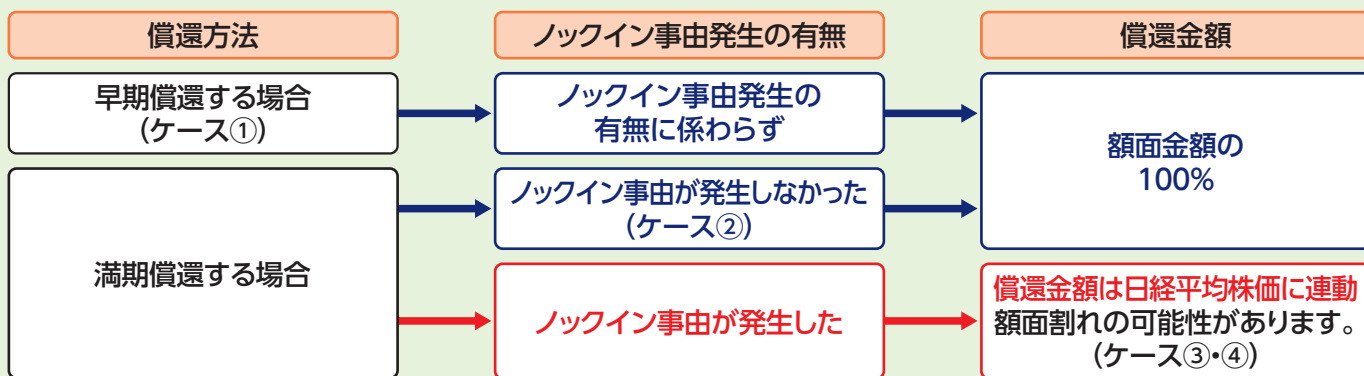 償還方法
ノックイン事由発生の有無
償還金額
早期償還する場合
(ケース①)
ノックイン事由発生の
有無に係わらず
額面金額の
100%
満期償還する場合
ノックイン事由が発生しなかった
(ケース②)
ノックイン事由が発生した
償還金額は日経平均株価に連動
額面割れの可能性があります。
(ケース③・④)